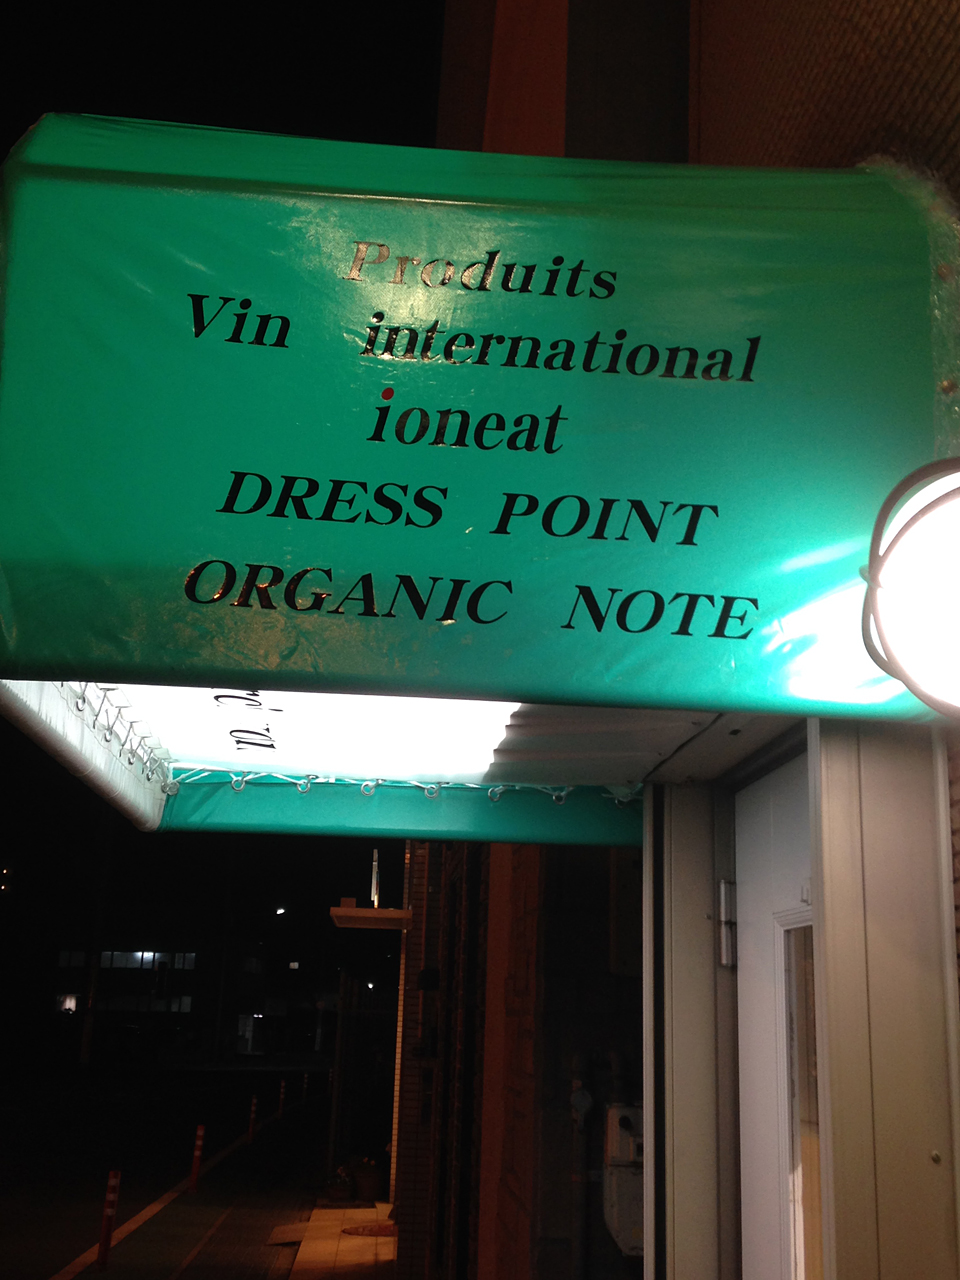 Produits
Vin international
ioneat
DRESS POINT
ORGANIC NOTE